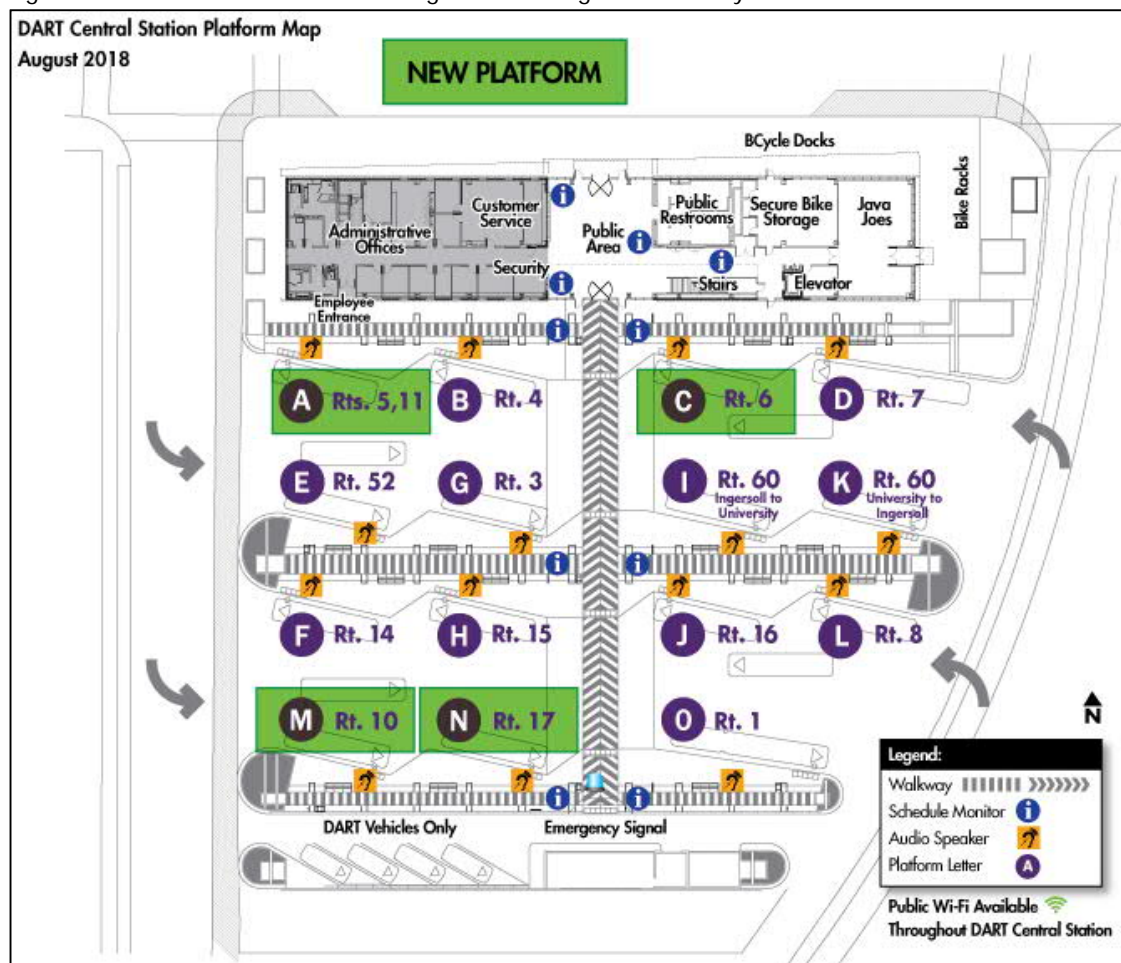 DART Central Station Platform Map
August 2018
NEW PLATFORM
BCycle Docks
Bike Racks
Customer
Service
Administrative
Offices
Security
Employee
Entrance
Public
Area
Public
Restrooms
Stairs
Secure Bike
Storage
Elevator
Java
Joes
A Rts. 5,11
B Rt. 4
C Rt. 6
D Rt. 7
E Rt. 52
G Rt. 3
I Rt. 60
Ingersoll to
University
K Rt. 60
University to
Ingersoll
F Rt. 14
H Rt. 15
J Rt. 16
L Rt. 8
M Rt. 10
N Rt. 17
O Rt. 1
N
DART Vehicles Only
Emergency Signal
Legend:
Walkway
Schedule Monitor i
Audio Speaker
Platform Letter A
Public Wi-Fi Available
Throughout DART Central Station